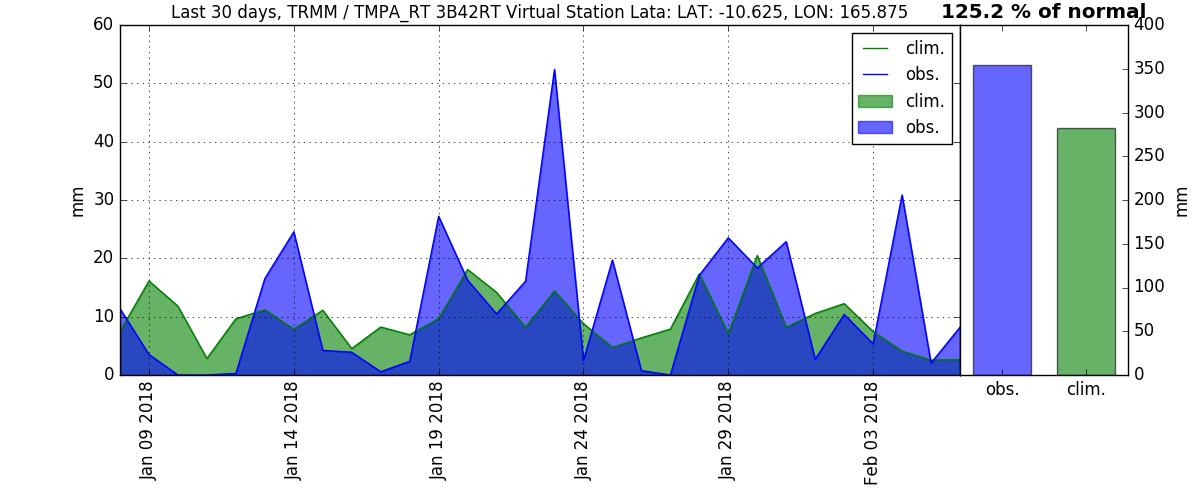 Last 30 days, TRMM / TMPA_RT 3B42RT Virtual Station Lata: LAT: -10.625, LON: 165.875
125.2 % of normal
60
50
40
30
20
10
0
mm
clim.
obs.
clim.
obs.
Jan 09 2018
Jan 14 2018
Jan 19 2018
Jan 24 2018
Jan 29 2018
Feb 03 2018
400
350
300
250
200
150
100
50
0
mm
obs.
clim.